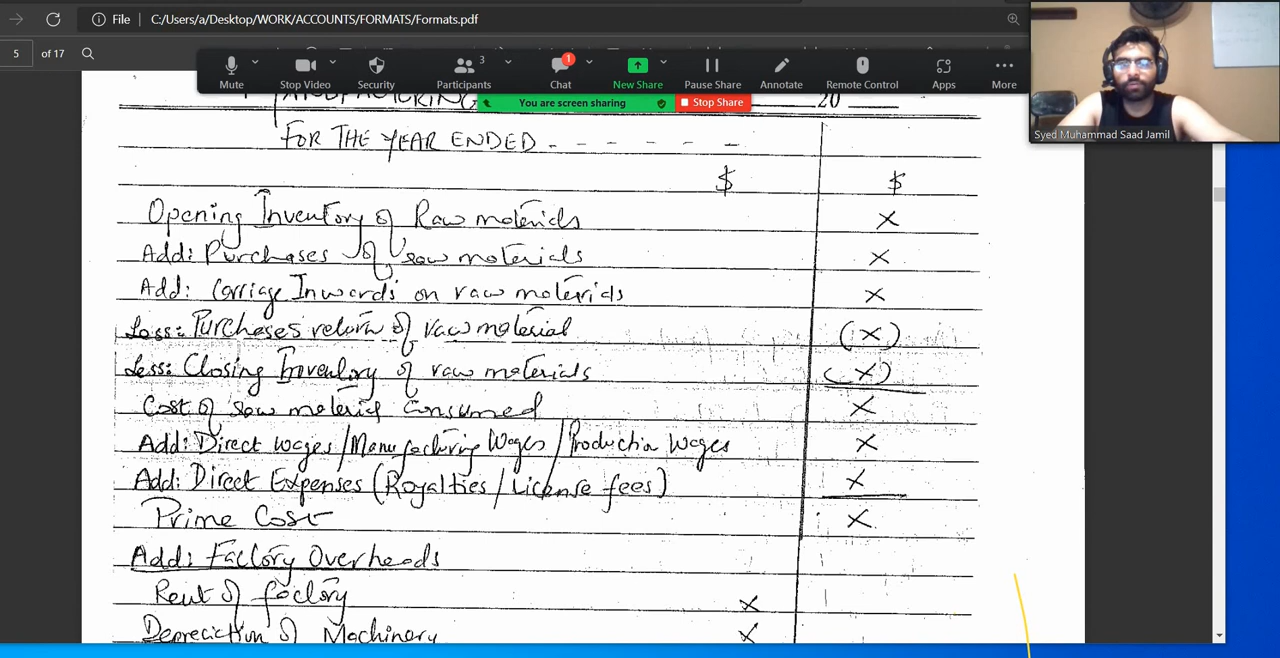 File C:/Users/a/Desktop/WORK/ACCOUNTS/FORMATS/Formats.pdf
5 of 17
3 1
Mute Stop Video Security Participants Chat New Share Pause Share Annotate Remote Control Apps More
You are screen sharing Stop Share
Syed Muhammad Saad Jamil
20
FOR THE YEAR ENDED - - - - - -
$ $
Opening Inventory of Raw materials X
Add: Purchases of raw materials X
Add: Carriage Inwards on raw materials X
Less: Purchases return of raw material (X)
Less: Closing Inventory of raw materials (X)
Cost of raw material Consumed X
Add: Direct wages/Manufacturing Wages/Production Wages X
Add: Direct Expenses (Royalties/License fees) X
Prime Cost X
Add: Factory Overheads
Rent of factory X
Depreciation of Machinery X